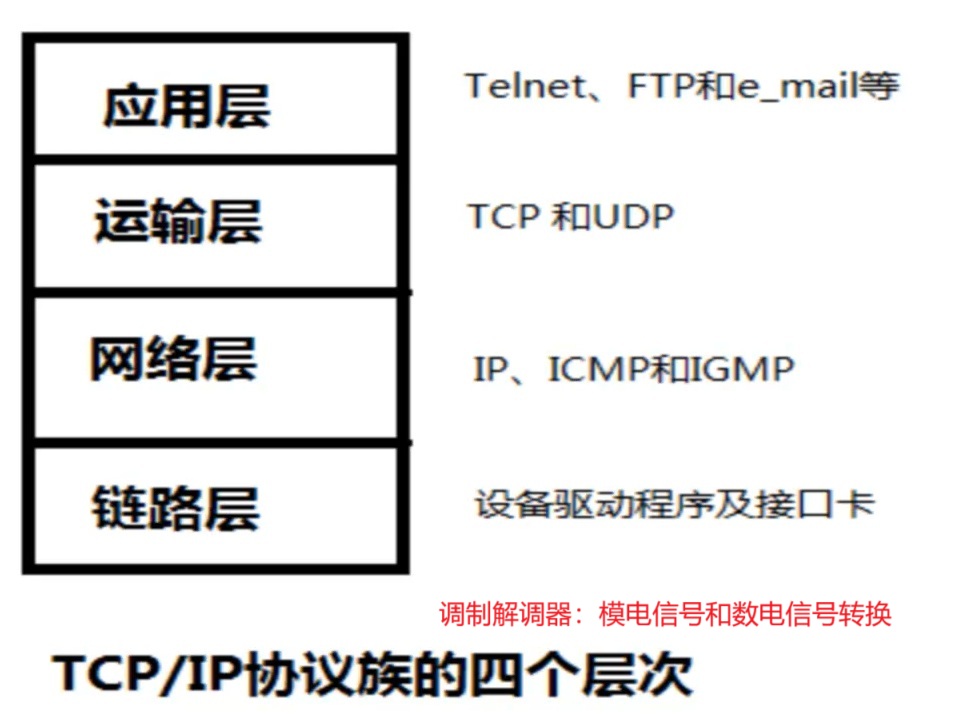 应用层 Telnet、FTP和e_mail等
运输层 TCP 和UDP
网络层 IP、ICMP和IGMP
链路层 设备驱动程序及接口卡
调制解调器：模电信号和数电信号转换
TCP/IP协议族的四个层次